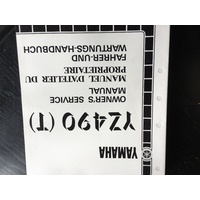 YAMAHA
YZ490 (T)
OWNER'S SERVICE
MANUAL
MANUEL D'ATELIER DU
PROPRIETAIRE
FAHRER-UND
WARTUNGS-HANDBUCH